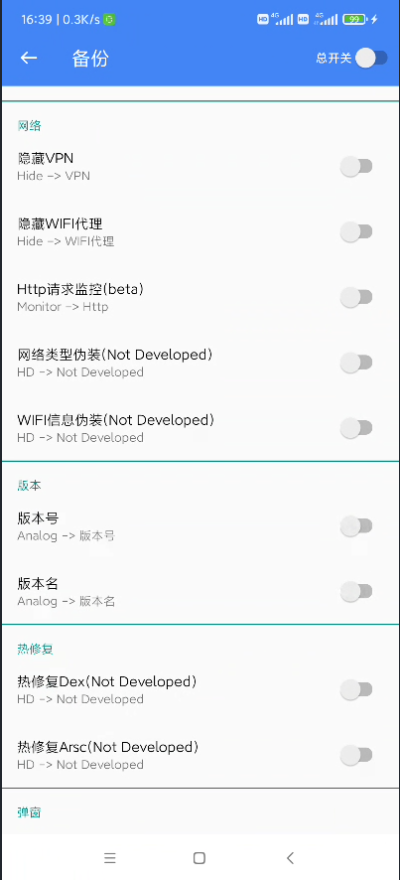 16:39 | 0.3K/s
HD 4G HD 4G 99
备份
总开关
网络
隐藏VPN
Hide -> VPN
隐藏WIFI代理
Hide -> WIFI代理
Http请求监控(beta)
Monitor -> Http
网络类型伪装(Not Developed)
HD -> Not Developed
WIFI信息伪装(Not Developed)
HD -> Not Developed
版本
版本号
Analog -> 版本号
版本名
Analog -> 版本名
热修复
热修复Dex(Not Developed)
HD -> Not Developed
热修复Arsc(Not Developed)
HD -> Not Developed
弹窗